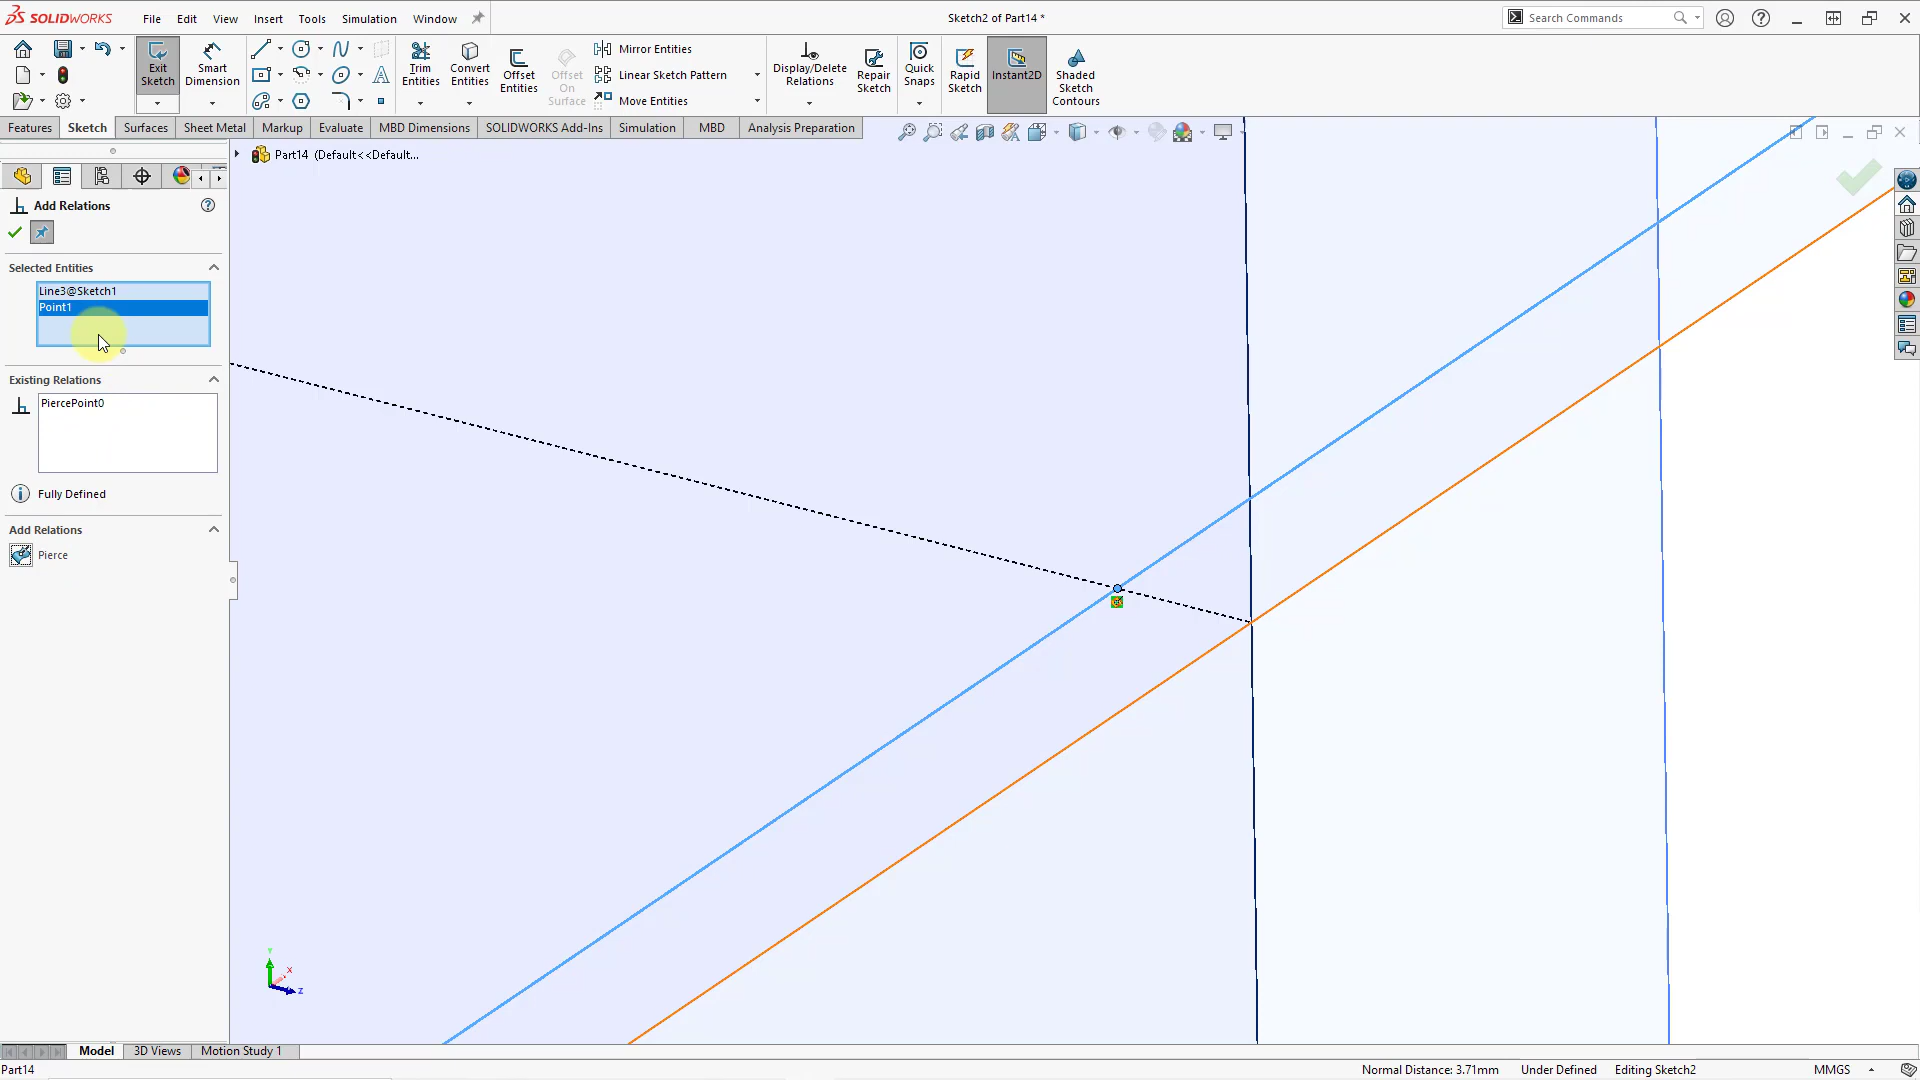 SOLIDWORKS
File Edit View Insert Tools Simulation Window
Sketch2 of Part14 *
Search Commands
Exit Sketch
Smart Dimension
Trim Entities
Convert Entities
Offset Entities
Offset On Surface
Mirror Entities
Linear Sketch Pattern
Move Entities
Display/Delete Relations
Repair Sketch
Quick Snaps
Rapid Sketch
Instant2D
Shaded Sketch Contours
Features Sketch Surfaces Sheet Metal Markup Evaluate MBD Dimensions SOLIDWORKS Add-Ins Simulation MBD Analysis Preparation
Part14 (Default<<Default...
Add Relations
Selected Entities
Line3@Sketch1
Point1
Existing Relations
PiercePoint0
Fully Defined
Add Relations
Pierce
Y
X
Z
Model 3D Views Motion Study 1
Part14
Normal Distance: 3.71mm Under Defined Editing Sketch2 MMGS